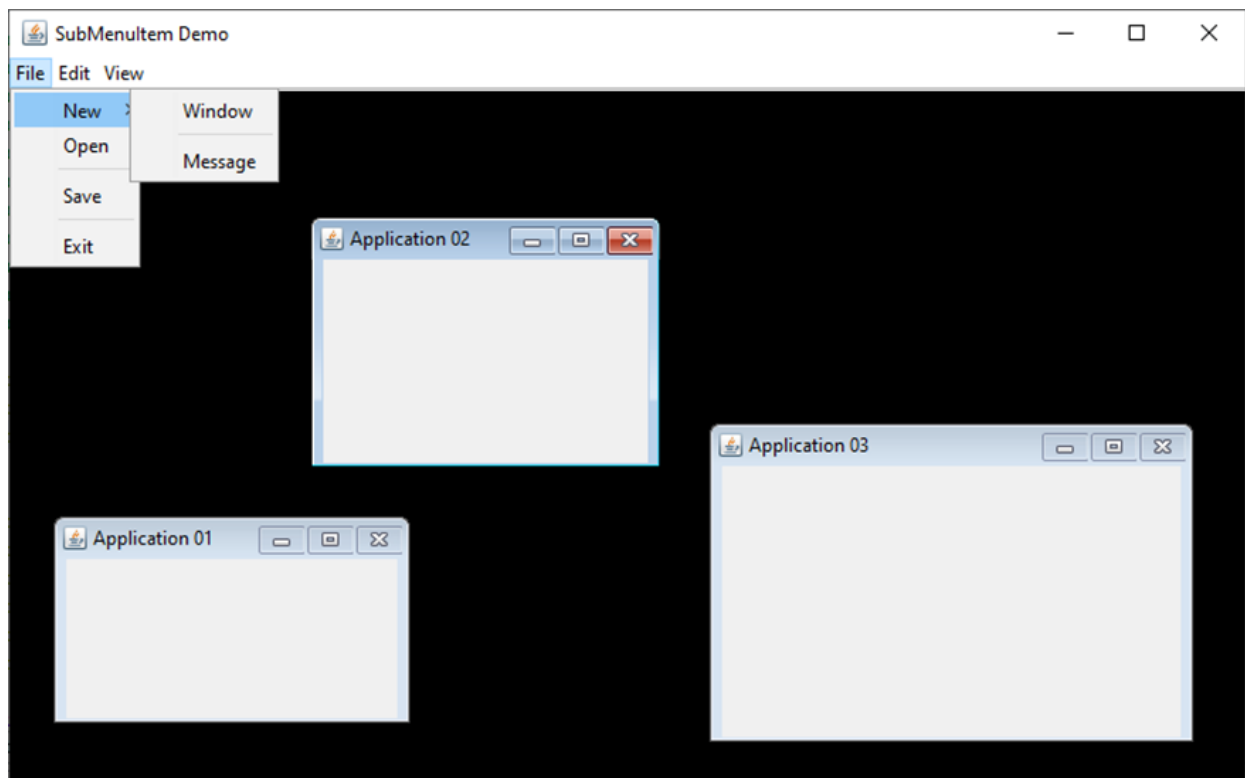 SubMenuItem Demo
File Edit View
New Window
Open
Message
Save
Exit
Application 02
Application 03
Application 01